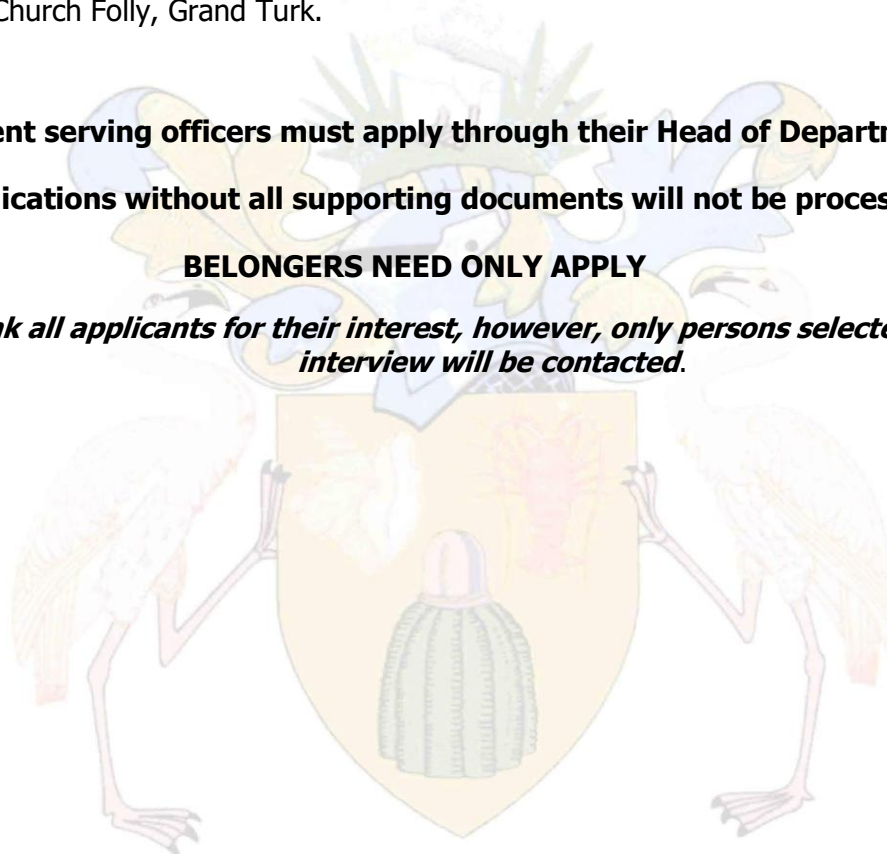 Church Folly, Grand Turk.
ent serving officers must apply through their Head of Departm
lications without all supporting documents will not be proces
BELONGERS NEED ONLY APPLY
nk all applicants for their interest, however, only persons selecte
interview will be contacted.